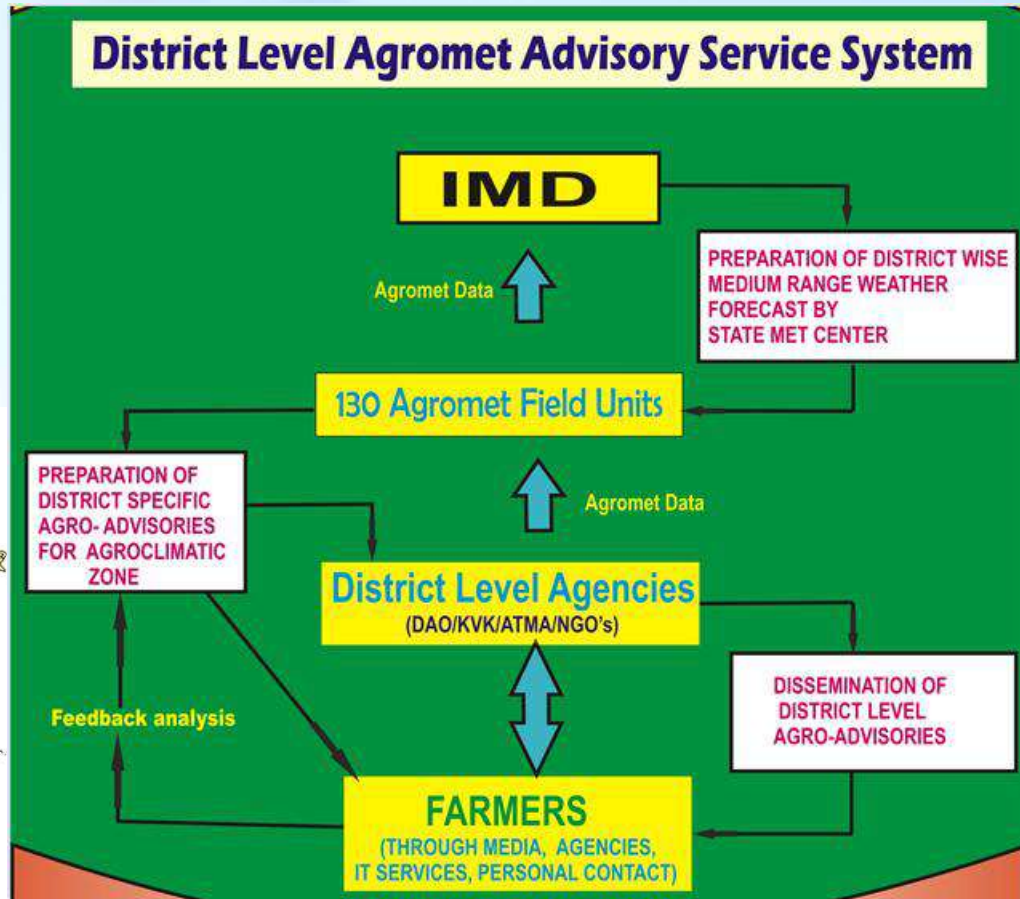 District Level Agromet Advisory Service System
IMD
Agromet Data
PREPARATION OF DISTRICT WISE
MEDIUM RANGE WEATHER
FORECAST BY
STATE MET CENTER
130 Agromet Field Units
PREPARATION OF
DISTRICT SPECIFIC
AGRO- ADVISORIES
FOR AGROCLIMATIC
ZONE
Agromet Data
District Level Agencies
(DAO/KVK/ATMA/NGO's)
DISSEMINATION OF
DISTRICT LEVEL
AGRO-ADVISORIES
Feedback analysis
FARMERS
(THROUGH MEDIA, AGENCIES,
IT SERVICES, PERSONAL CONTACT)